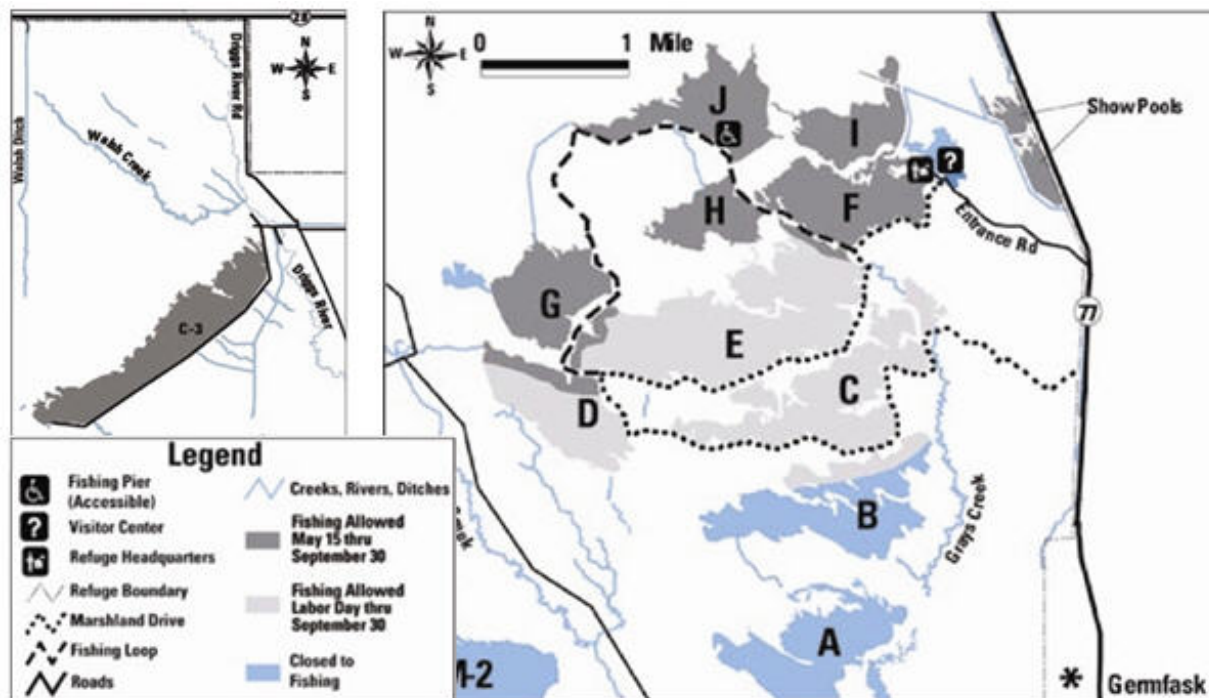 28
N
W E
S
Driggs River Rd
Walsh Ditch
Walsh Creek
Driggs River
C-3
N
W E
S
0 1 Mile
J
I
Show Pools
?
H
F
Entrance Rd
G
77
E
C
D
B
Grays Creek
A
M-2
* Germfask
Legend
Fishing Pier
(Accessible)
? Visitor Center
Refuge Headquarters
Refuge Boundary
Marshland Drive
Fishing Loop
Roads
Creeks, Rivers, Ditches
Fishing Allowed
May 15 thru
September 30
Fishing Allowed
Labor Day thru
September 30
Closed to
Fishing